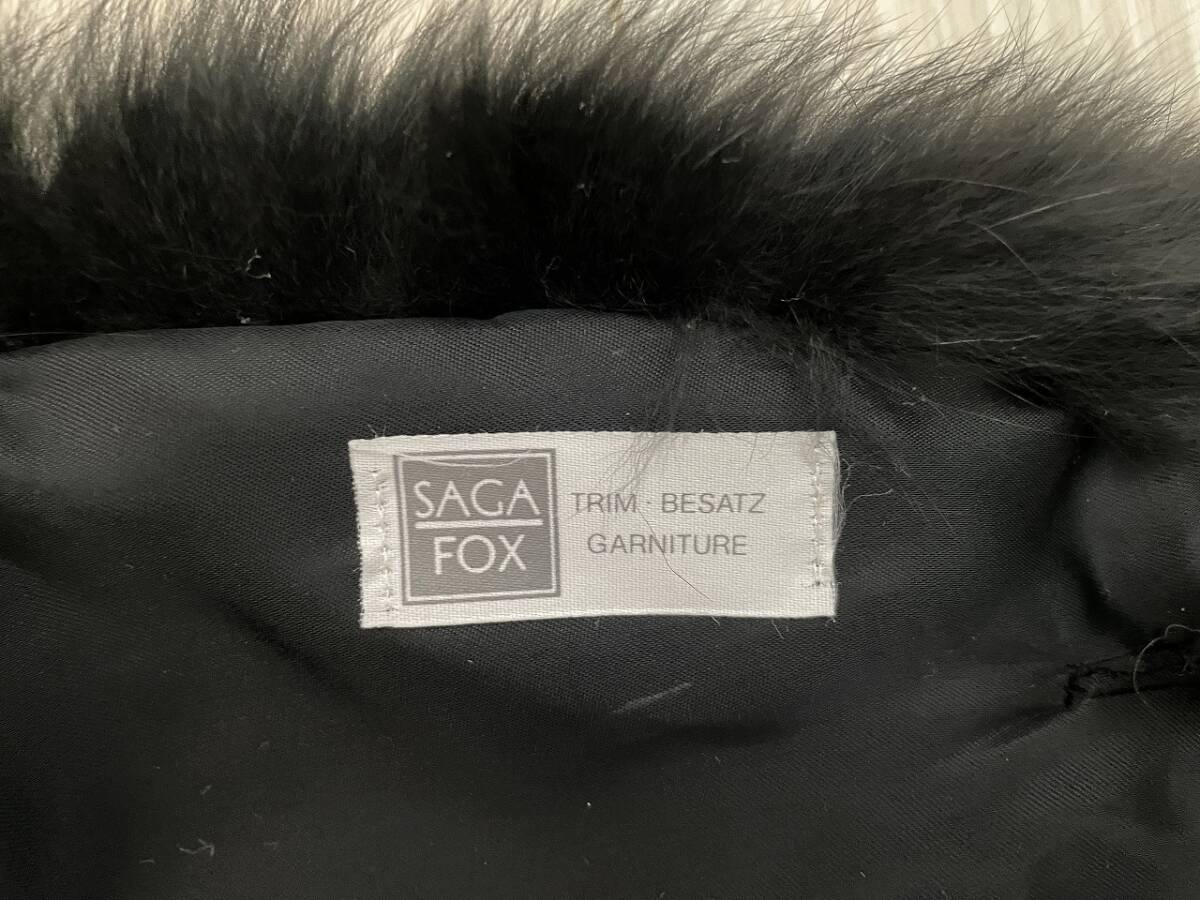 SAGA
FOX
TRIM · BESATZ
GARNITURE